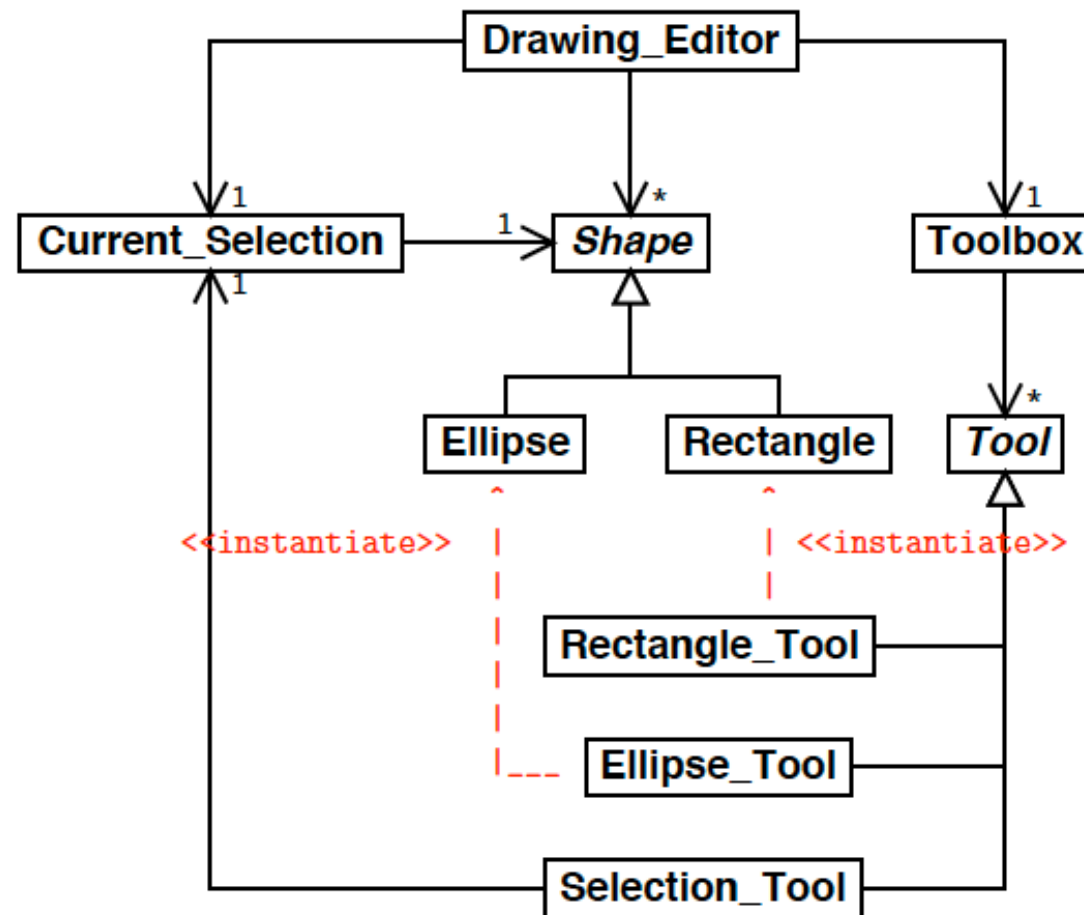 Drawing_Editor
1
*
1
Current_Selection
1
Shape
Toolbox
1
*
Ellipse
Rectangle
Tool
<<instantiate>>
<<instantiate>>
Rectangle_Tool
Ellipse_Tool
Selection_Tool